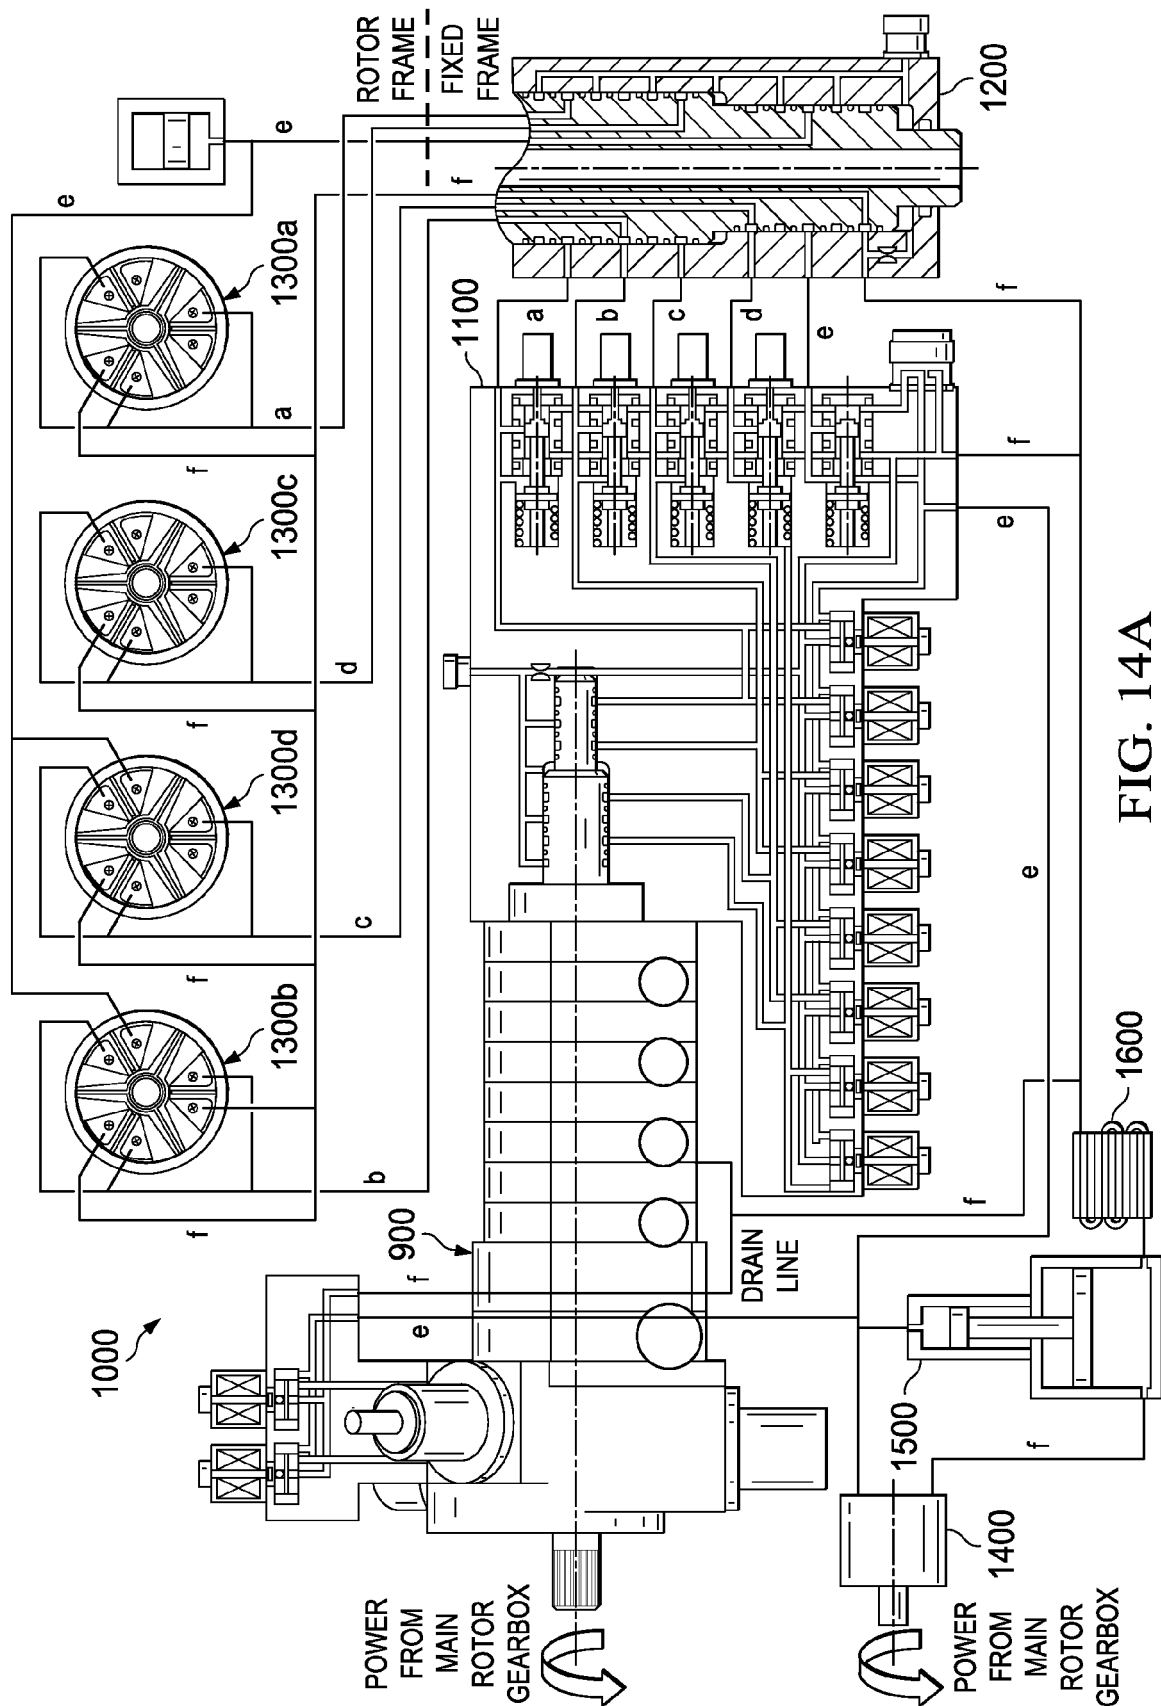 1000
POWER
FROM
MAIN
ROTOR
GEARBOX
900
f
e
DRAIN
LINE
f
b
f
1300b
f
c
1300d
f
d
1300c
f
a
1300a
e
e
ROTOR
FRAME
FIXED
FRAME
f
1200
1100
a
b
c
d
e
f
f
e
e
f
1600
1500
f
1400
POWER
FROM
MAIN
ROTOR
GEARBOX
FIG. 14A